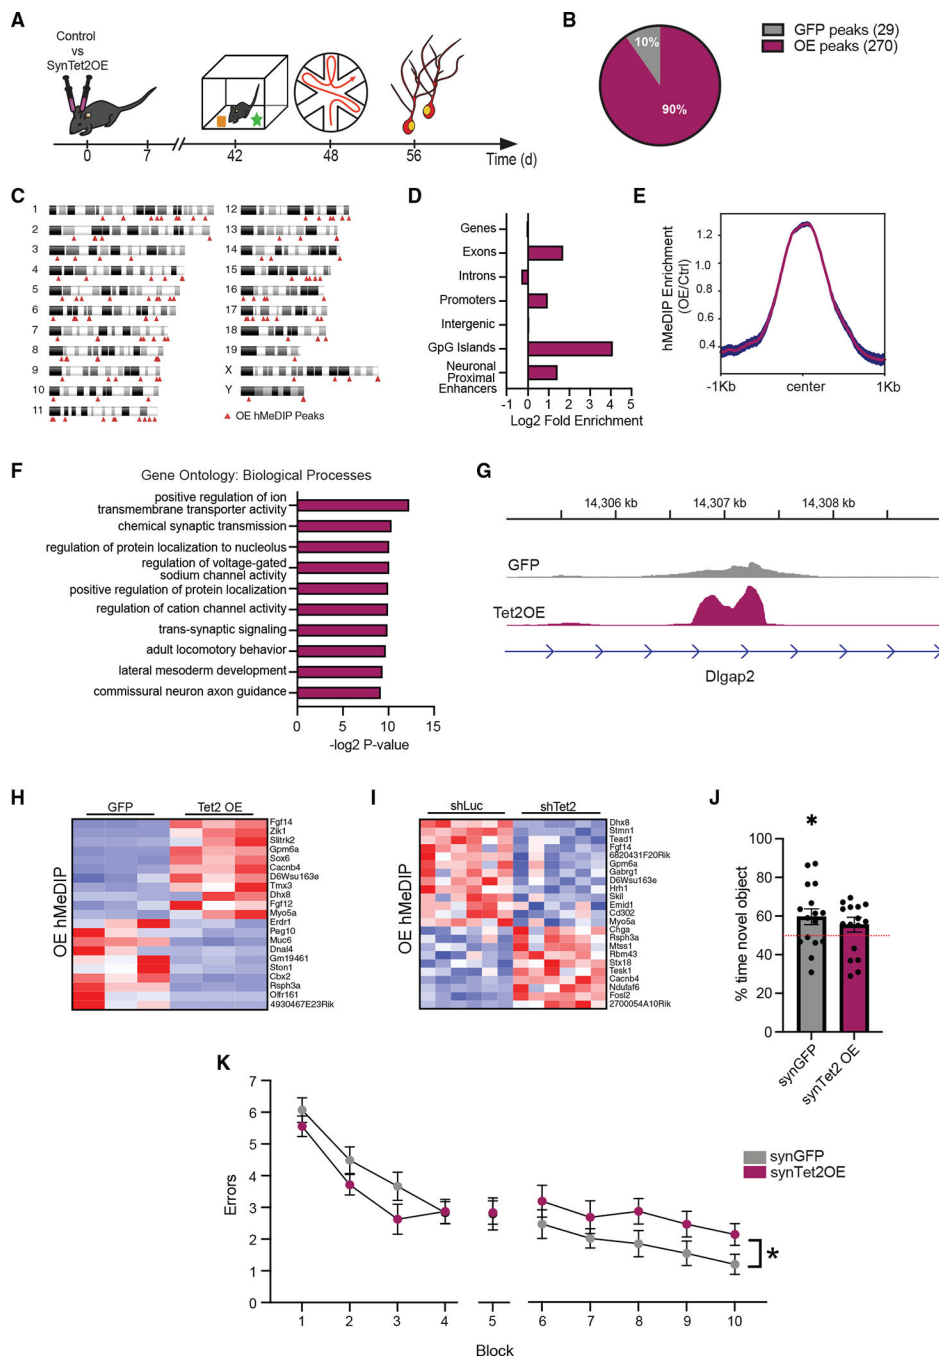 A
Control
vs
SynTet2OE
0
7
42
48
56
Time (d)
B
10%
90%
GFP peaks (29)
OE peaks (270)
C
1
2
3
4
5
6
7
8
9
10
11
12
13
14
15
16
17
18
19
X
Y
OE hMeDIP Peaks
D
Genes
Exons
Introns
Promoters
Intergenic
GpG Islands
Neuronal
Proximal
Enhancers
-1 0 1 2 3 4 5
Log2 Fold Enrichment
E
hMeDIP Enrichment
(OE/Ctrl)
1.2
1.0
0.8
0.6
0.4
-1Kb center 1Kb
F
Gene Ontology: Biological Processes
positive regulation of ion
transmembrane transporter activity
chemical synaptic transmission
regulation of protein localization to nucleolus
regulation of voltage-gated
sodium channel activity
positive regulation of protein localization
regulation of cation channel activity
trans-synaptic signaling
adult locomotory behavior
lateral mesoderm development
commissural neuron axon guidance
0 5 10 15
-log2 P-value
G
14,306 kb 14,307 kb 14,308 kb
GFP
Tet2OE
Dlgap2
H
GFP Tet2 OE
OE hMeDIP
Fgf14
Zik1
Slitrk2
Gpm6a
Sox6
Cacnb4
D6Wsu163e
Tmx3
Dhx8
Fgf12
Myo5a
Erdr1
Peg10
Muc6
Dnal4
Gm19461
Ston1
Cbx2
Rsph3a
Olfr161
4930467E23Rik
I
shLuc shTet2
OE hMeDIP
Dhx8
Stmn1
Tead1
Fgf14
6820431F20Rik
Gpm6a
Gabrg1
D6Wsu163e
Hrh1
Skil
Emid1
Cd302
Myo5a
Chga
Rsph3a
Mtss1
Rbm43
Stx18
Tesk1
Cacnb4
Ndufaf6
Fosl2
2700054A10Rik
J
*
% time novel object
100
80
60
40
20
0
synGFP
synTet2 OE
K
Errors
7
6
5
4
3
2
1
0
synGFP
synTet2OE
*
1 2 3 4 5 6 7 8 9 10
Block